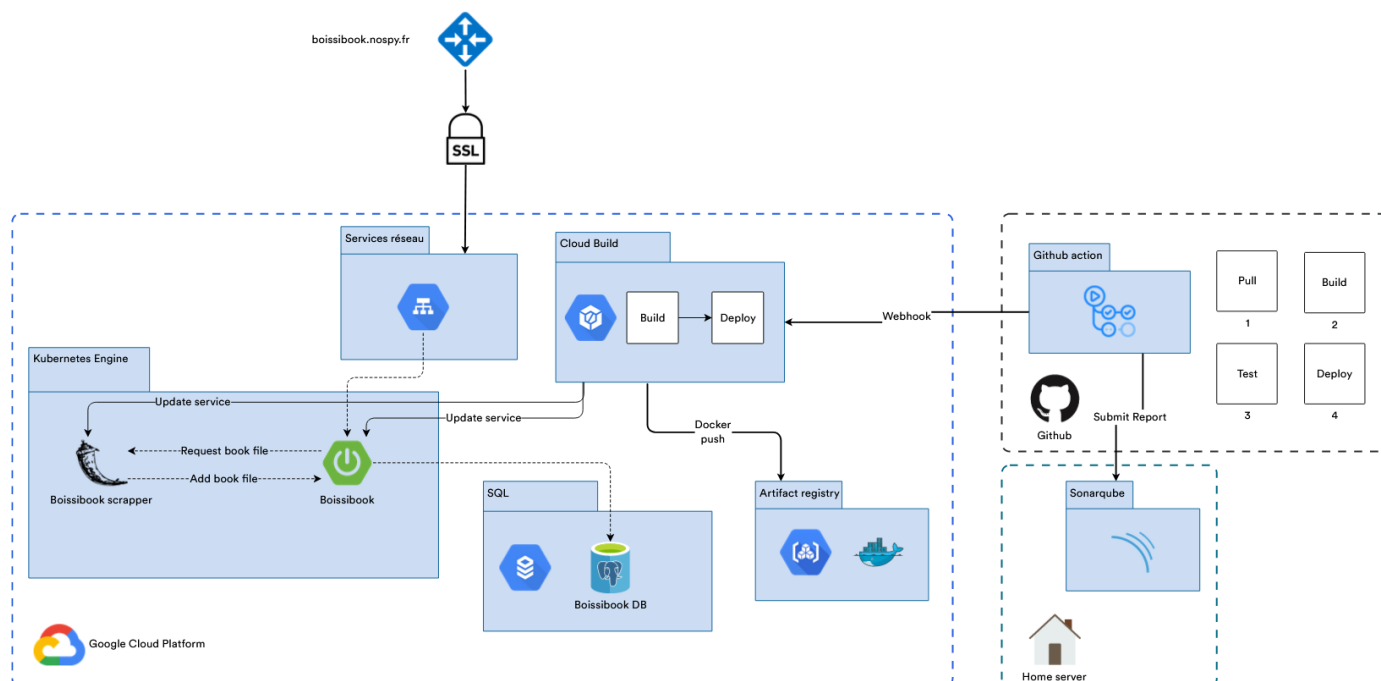 boissibook.nospy.fr
SSL
Services réseau
Cloud Build
Build
Deploy
Webhook
Github action
Pull
1
Build
2
Test
3
Deploy
4
Github
Submit Report
Kubernetes Engine
Update service
Update service
Request book file
Add book file
Boissibook scrapper
Boissibook
Docker
push
SQL
Boissibook DB
Artifact registry
Sonarqube
Google Cloud Platform
Home server